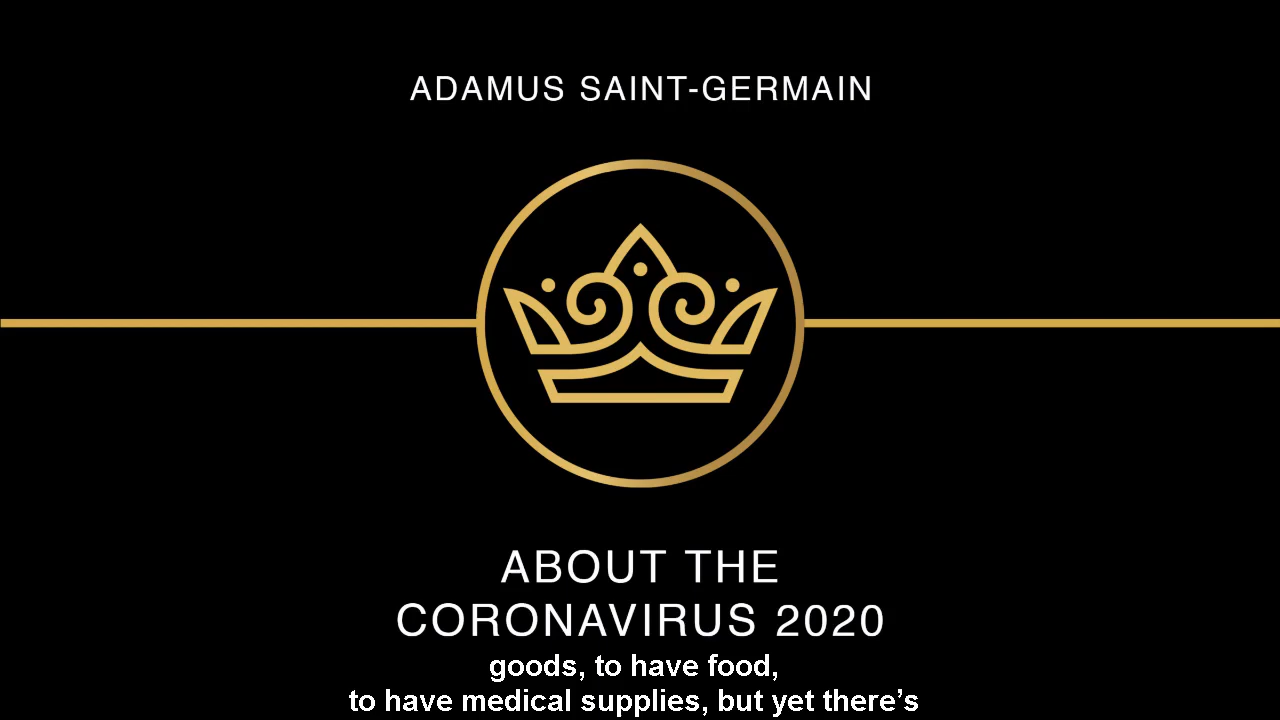 ADAMUS SAINT-GERMAIN
ABOUT THE
CORONAVIRUS 2020
goods, to have food,
to have medical supplies, but yet there’s